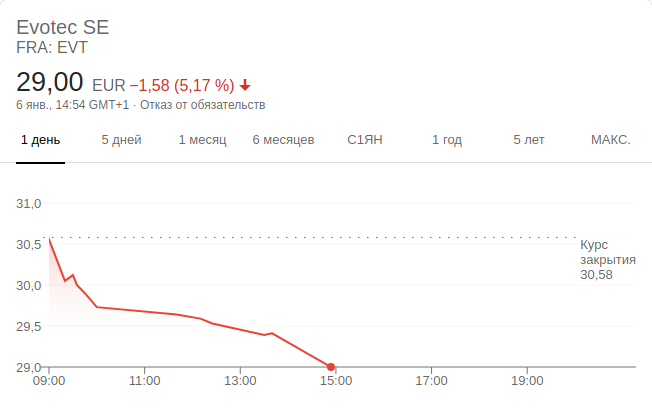 Evotec SE
FRA: EVT
29,00 EUR −1,58 (5,17 %)
6 янв., 14:54 GMT+1 · Отказ от обязательств
1 день 5 дней 1 месяц 6 месяцев С1ЯН 1 год 5 лет МАКС.
31,0
30,5
30,0
29,5
29,0
Курс
закрытия
30,58
09:00 11:00 13:00 15:00 17:00 19:00